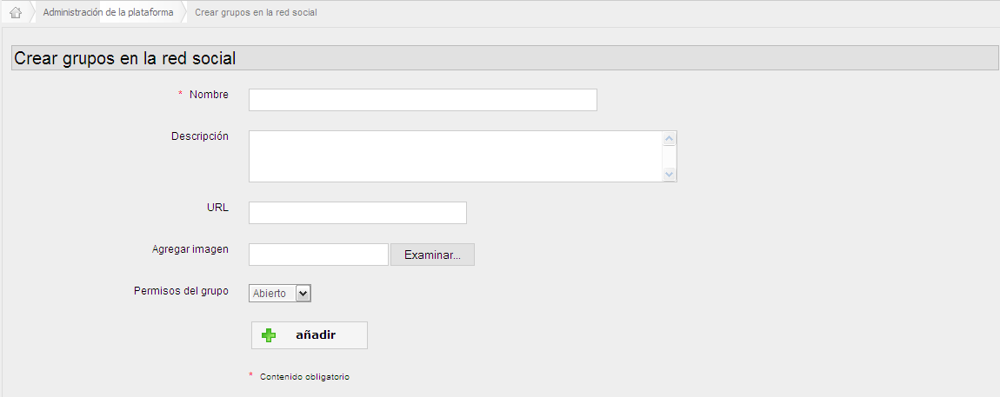 Administración de la plataforma Crear grupos en la red social
Crear grupos en la red social
* Nombre
Descripción
URL
Agregar imagen Examinar...
Permisos del grupo Abierto
añadir
* Contenido obligatorio